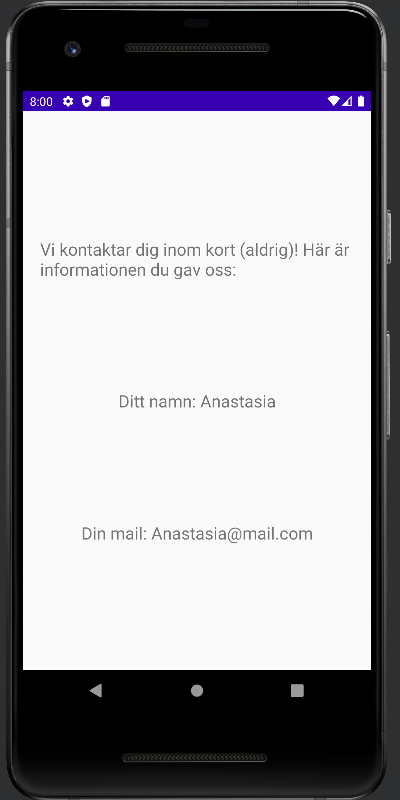 8:00
Vi kontaktar dig inom kort (aldrig)! Här är
informationen du gav oss:
Ditt namn: Anastasia
Din mail: Anastasia@mail.com